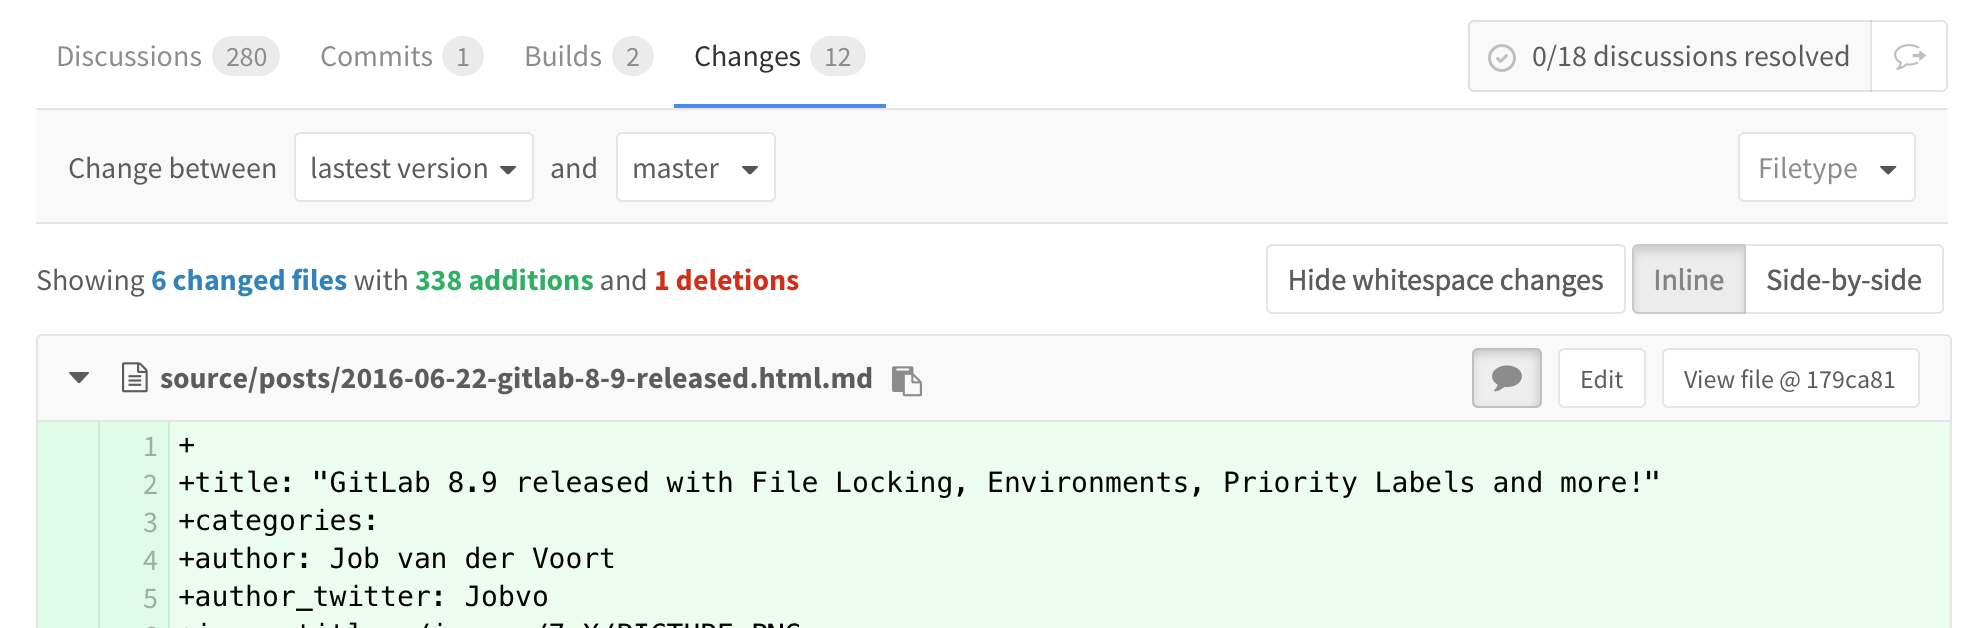 Discussions 280 Commits 1 Builds 2 Changes 12 0/18 discussions resolved
Change between lastest version and master Filetype
Showing 6 changed files with 338 additions and 1 deletions Hide whitespace changes Inline Side-by-side
source/posts/2016-06-22-gitlab-8-9-released.html.md Edit View file @ 179ca81
1 +
2 +title: "GitLab 8.9 released with File Locking, Environments, Priority Labels and more!"
3 +categories:
4 +author: Job van der Voort
5 +author_twitter: Jobvo